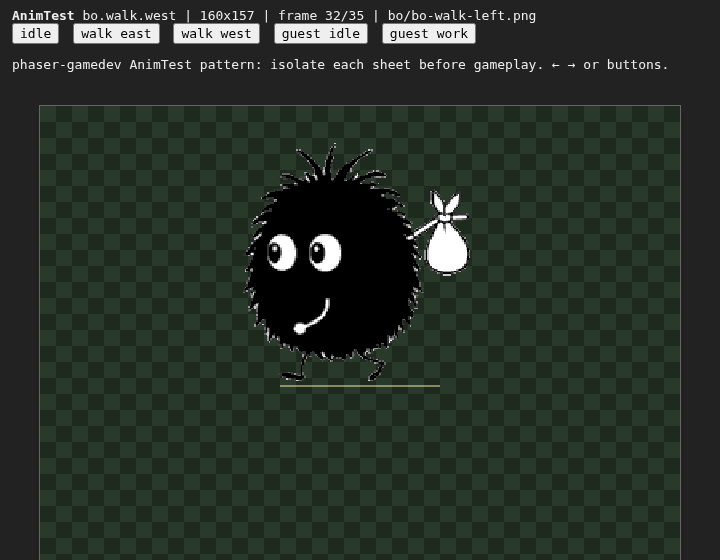 AnimTest bo.walk.west | 160x157 | frame 32/35 | bo/bo-walk-left.png
idle walk east walk west guest idle guest work
phaser-gamedev AnimTest pattern: isolate each sheet before gameplay. ← → or buttons.